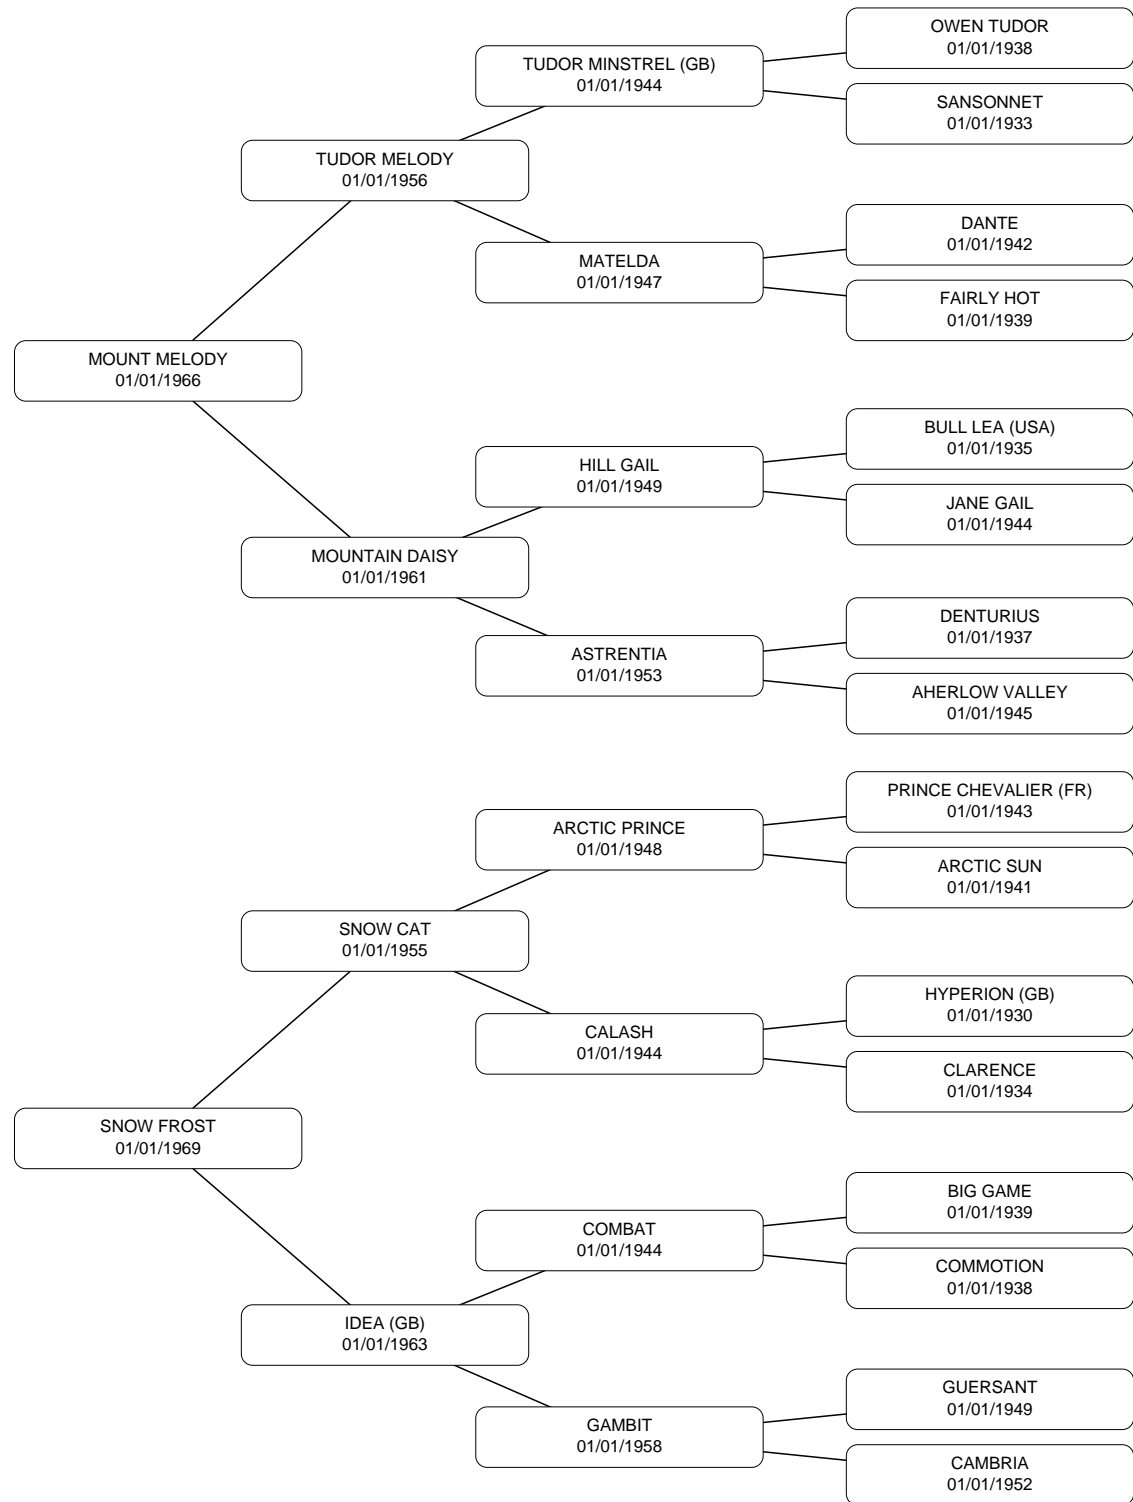 OWEN TUDOR
01/01/1938
TUDOR MINSTREL (GB)
01/01/1944
SANSONNET
01/01/1933
TUDOR MELODY
01/01/1956
DANTE
01/01/1942
MATELDA
01/01/1947
FAIRLY HOT
01/01/1939
MOUNT MELODY
01/01/1966
BULL LEA (USA)
01/01/1935
HILL GAIL
01/01/1949
JANE GAIL
01/01/1944
MOUNTAIN DAISY
01/01/1961
DENTURIUS
01/01/1937
ASTRENTIA
01/01/1953
AHERLOW VALLEY
01/01/1945
PRINCE CHEVALIER (FR)
01/01/1943
ARCTIC PRINCE
01/01/1948
ARCTIC SUN
01/01/1941
SNOW CAT
01/01/1955
HYPERION (GB)
01/01/1930
CALASH
01/01/1944
CLARENCE
01/01/1934
SNOW FROST
01/01/1969
BIG GAME
01/01/1939
COMBAT
01/01/1944
COMMOTION
01/01/1938
IDEA (GB)
01/01/1963
GUERSANT
01/01/1949
GAMBIT
01/01/1958
CAMBRIA
01/01/1952